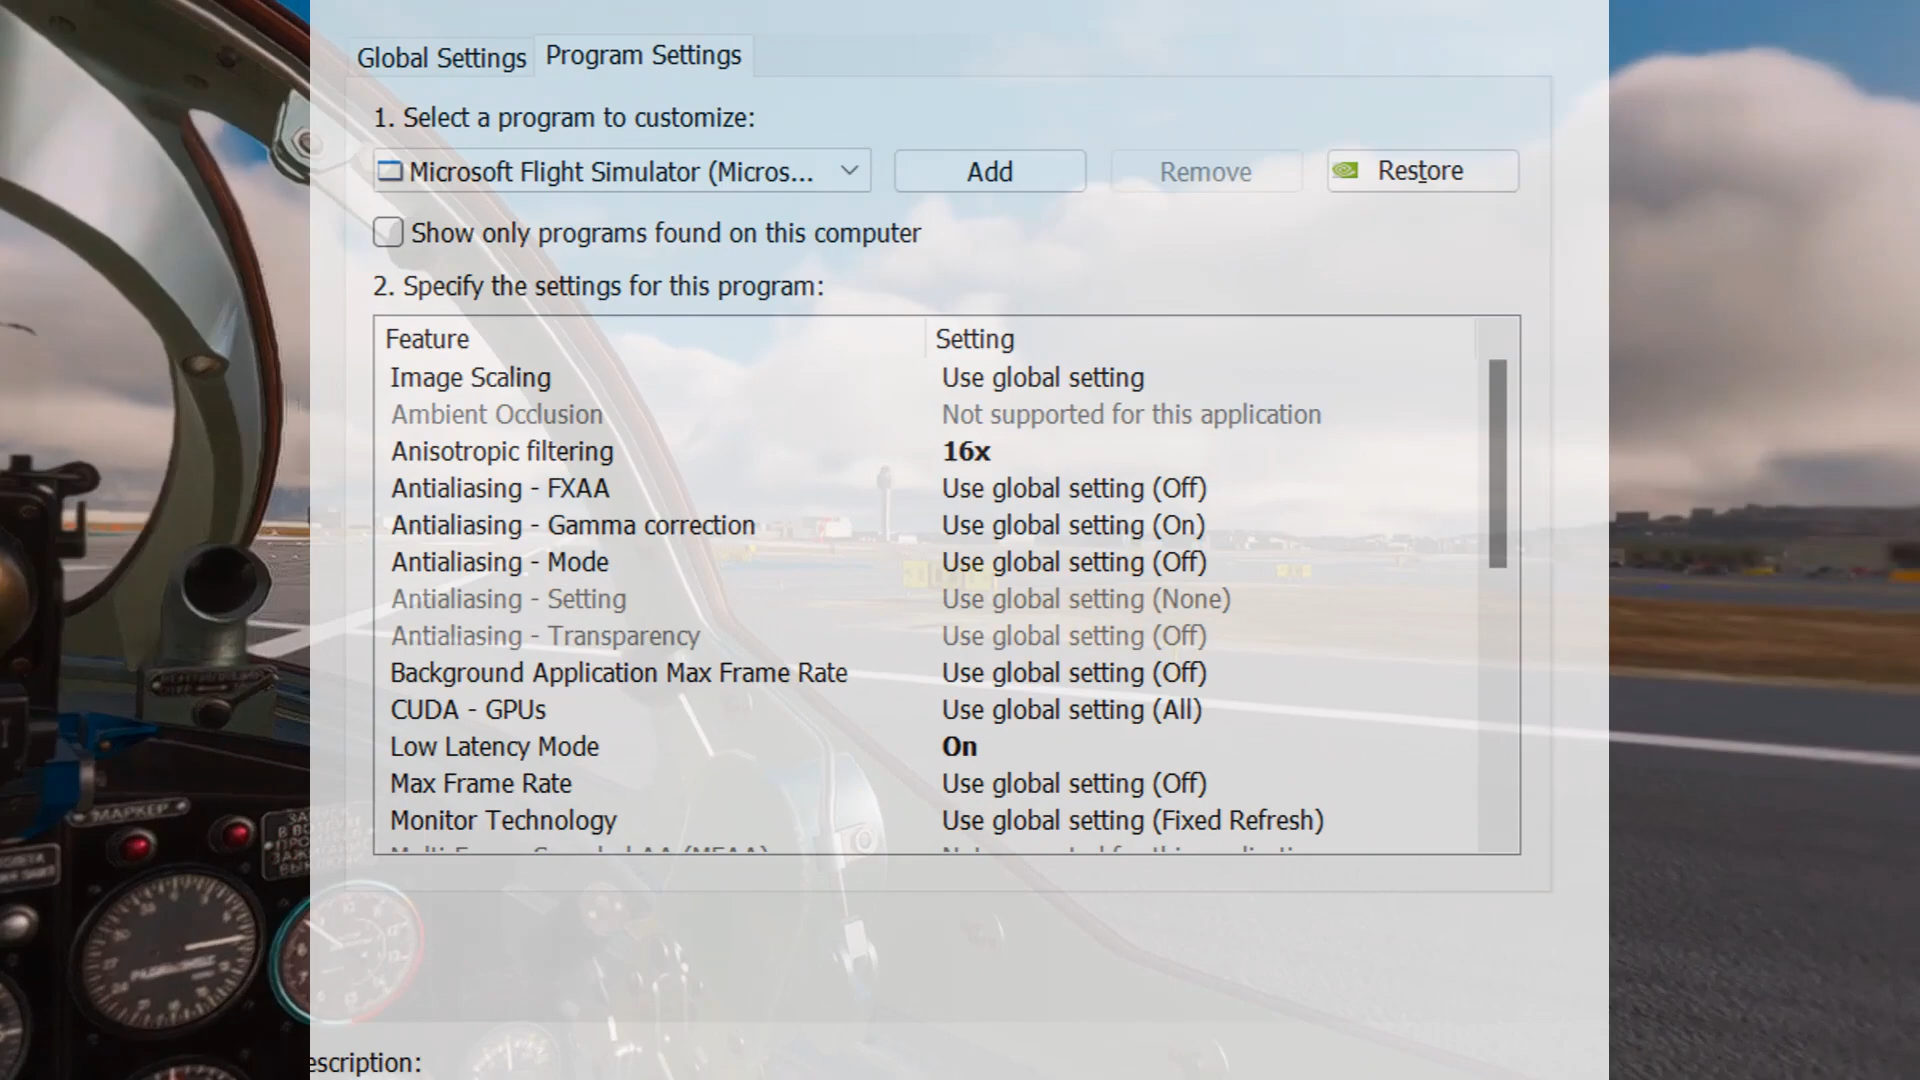 Global Settings
Program Settings
1. Select a program to customize:
Microsoft Flight Simulator (Micros...
Add
Remove
Restore
Show only programs found on this computer
2. Specify the settings for this program:
Feature Setting
Image Scaling Use global setting
Ambient Occlusion Not supported for this application
Anisotropic filtering 16x
Antialiasing - FXAA Use global setting (Off)
Antialiasing - Gamma correction Use global setting (On)
Antialiasing - Mode Use global setting (Off)
Antialiasing - Setting Use global setting (None)
Antialiasing - Transparency Use global setting (Off)
Background Application Max Frame Rate Use global setting (Off)
CUDA - GPUs Use global setting (All)
Low Latency Mode On
Max Frame Rate Use global setting (Off)
Monitor Technology Use global setting (Fixed Refresh)
МАРКЕР
escription: